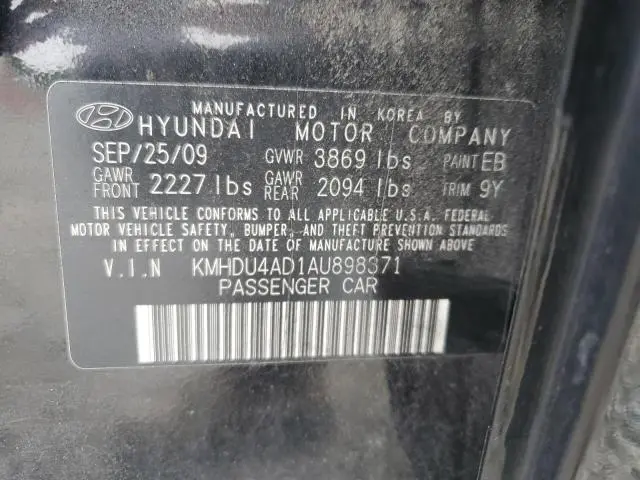 MANUFACTURED IN KOREA BY
HYUNDAI MOTOR COMPANY
SEP/25/09 GVWR 3869 lbs PAINT EB
GAWR FRONT 2227 lbs GAWR REAR 2094 lbs TRIM 9Y
THIS VEHICLE CONFORMS TO ALL APPLICABLE U.S.A. FEDERAL
MOTOR VEHICLE SAFETY, BUMPER, AND THEFT PREVENTION STANDARDS
IN EFFECT ON THE DATE OF MANUFACTURE SHOWN ABOVE
V.I.N KMHDU4AD1AU898371
PASSENGER CAR